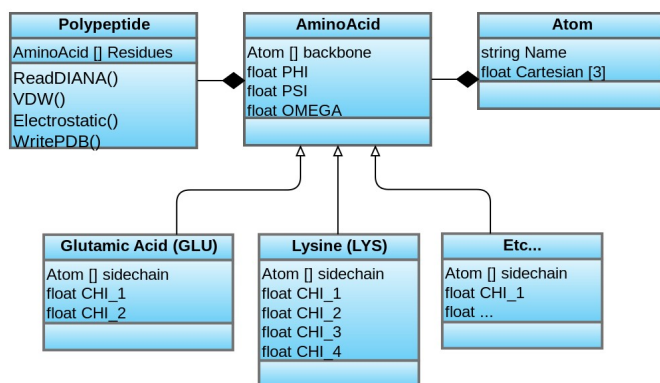 Polypeptide
AminoAcid [] Residues
ReadDIANA()
VDW()
Electrostatic()
WritePDB()
AminoAcid
Atom [] backbone
float PHI
float PSI
float OMEGA
Atom
string Name
float Cartesian [3]
Glutamic Acid (GLU)
Atom [] sidechain
float CHI_1
float CHI_2
Lysine (LYS)
Atom [] sidechain
float CHI_1
float CHI_2
float CHI_3
float CHI_4
Etc...
Atom [] sidechain
float CHI_1
float ...